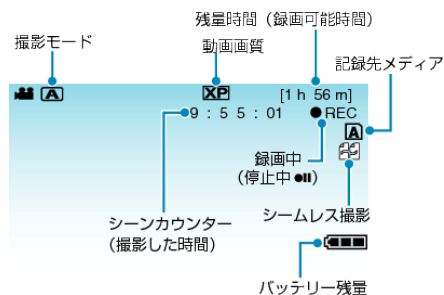 残量時間（録画可能時間）
撮影モード
動画画質
記録先メディア
A
XP
[1 h 56 m]
9 : 5 5 : 01
●REC
A
録画中
(停止中●II)
シーンカウンター
(撮影した時間)
シームレス撮影
バッテリー残量